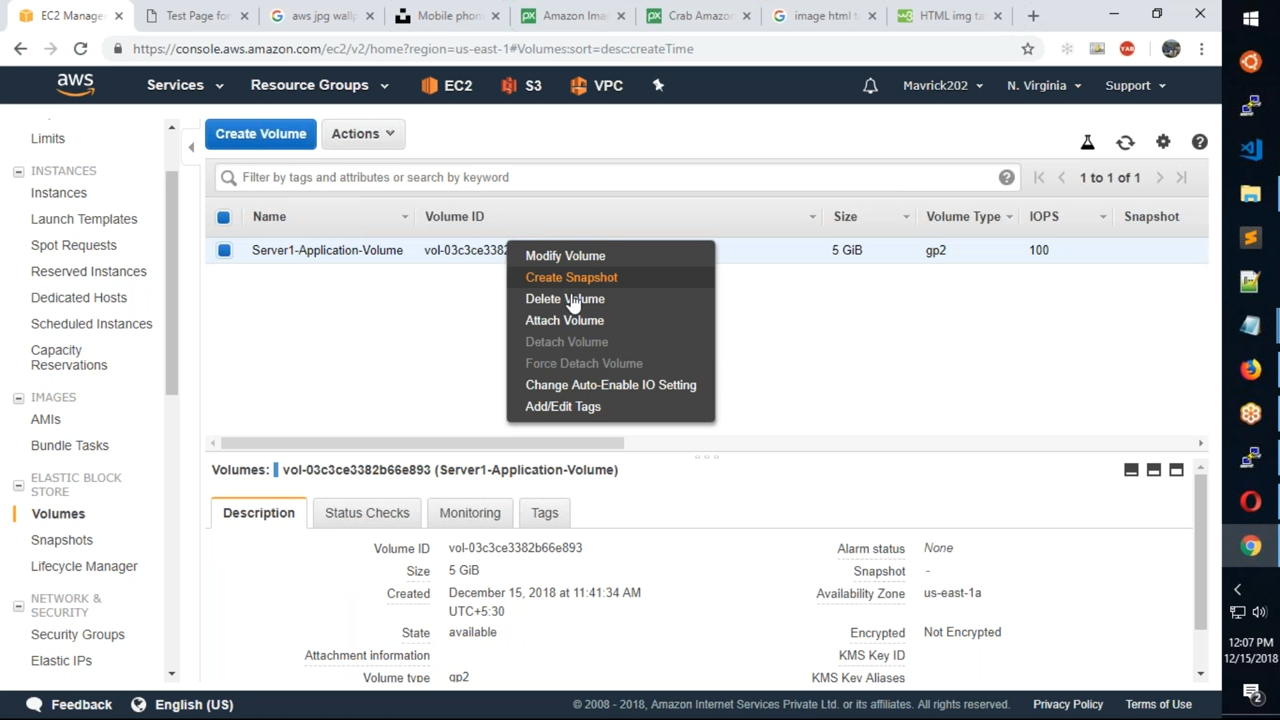 EC2 Manag
Test Page for
aws jpg wallp
Mobile phon
Amazon Ima
Crab Amazon
image html t
HTML img ta
https://console.aws.amazon.com/ec2/v2/home?region=us-east-1#Volumes:sort=desc:createTime
YAB
aws
Services
Resource Groups
EC2
S3
VPC
Mavrick202
N. Virginia
Support
Limits
INSTANCES
Instances
Launch Templates
Spot Requests
Reserved Instances
Dedicated Hosts
Scheduled Instances
Capacity
Reservations
IMAGES
AMIs
Bundle Tasks
ELASTIC BLOCK
STORE
Volumes
Snapshots
Lifecycle Manager
NETWORK &
SECURITY
Security Groups
Elastic IPs
Create Volume
Actions
Filter by tags and attributes or search by keyword
1 to 1 of 1
Name
Volume ID
Size
Volume Type
IOPS
Snapshot
Server1-Application-Volume
vol-03c3ce3382
5 GiB
gp2
100
Modify Volume
Create Snapshot
Delete Volume
Attach Volume
Detach Volume
Force Detach Volume
Change Auto-Enable IO Setting
Add/Edit Tags
Volumes: vol-03c3ce3382b66e893 (Server1-Application-Volume)
Description
Status Checks
Monitoring
Tags
Volume ID vol-03c3ce3382b66e893
Size 5 GiB
Created December 15, 2018 at 11:41:34 AM
UTC+5:30
State available
Attachment information
Volume type gp2
Alarm status None
Snapshot -
Availability Zone us-east-1a
Encrypted Not Encrypted
KMS Key ID
KMS Key Aliases
Feedback
English (US)
© 2008 - 2018, Amazon Internet Services Private Ltd. or its affiliates. All rights reserved.
Privacy Policy
Terms of Use
12:07 PM
12/15/2018
2